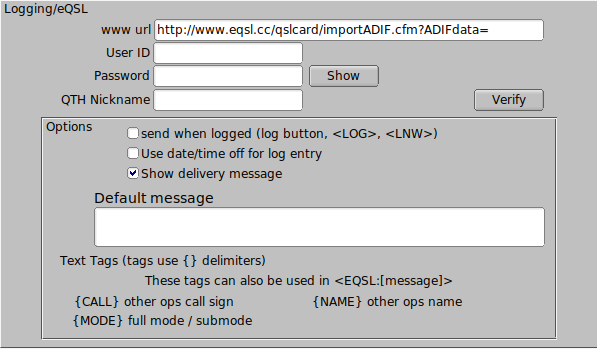 Logging/eQSL
www url http://www.eqsl.cc/qslcard/importADIF.cfm?ADIFdata=
User ID
Password Show
QTH Nickname Verify
Options
send when logged (log button, <LOG>, <LNW>)
Use date/time off for log entry
Show delivery message
Default message
Text Tags (tags use {} delimiters)
These tags can also be used in <EQSL:[message]>
{CALL} other ops call sign {NAME} other ops name
{MODE} full mode / submode